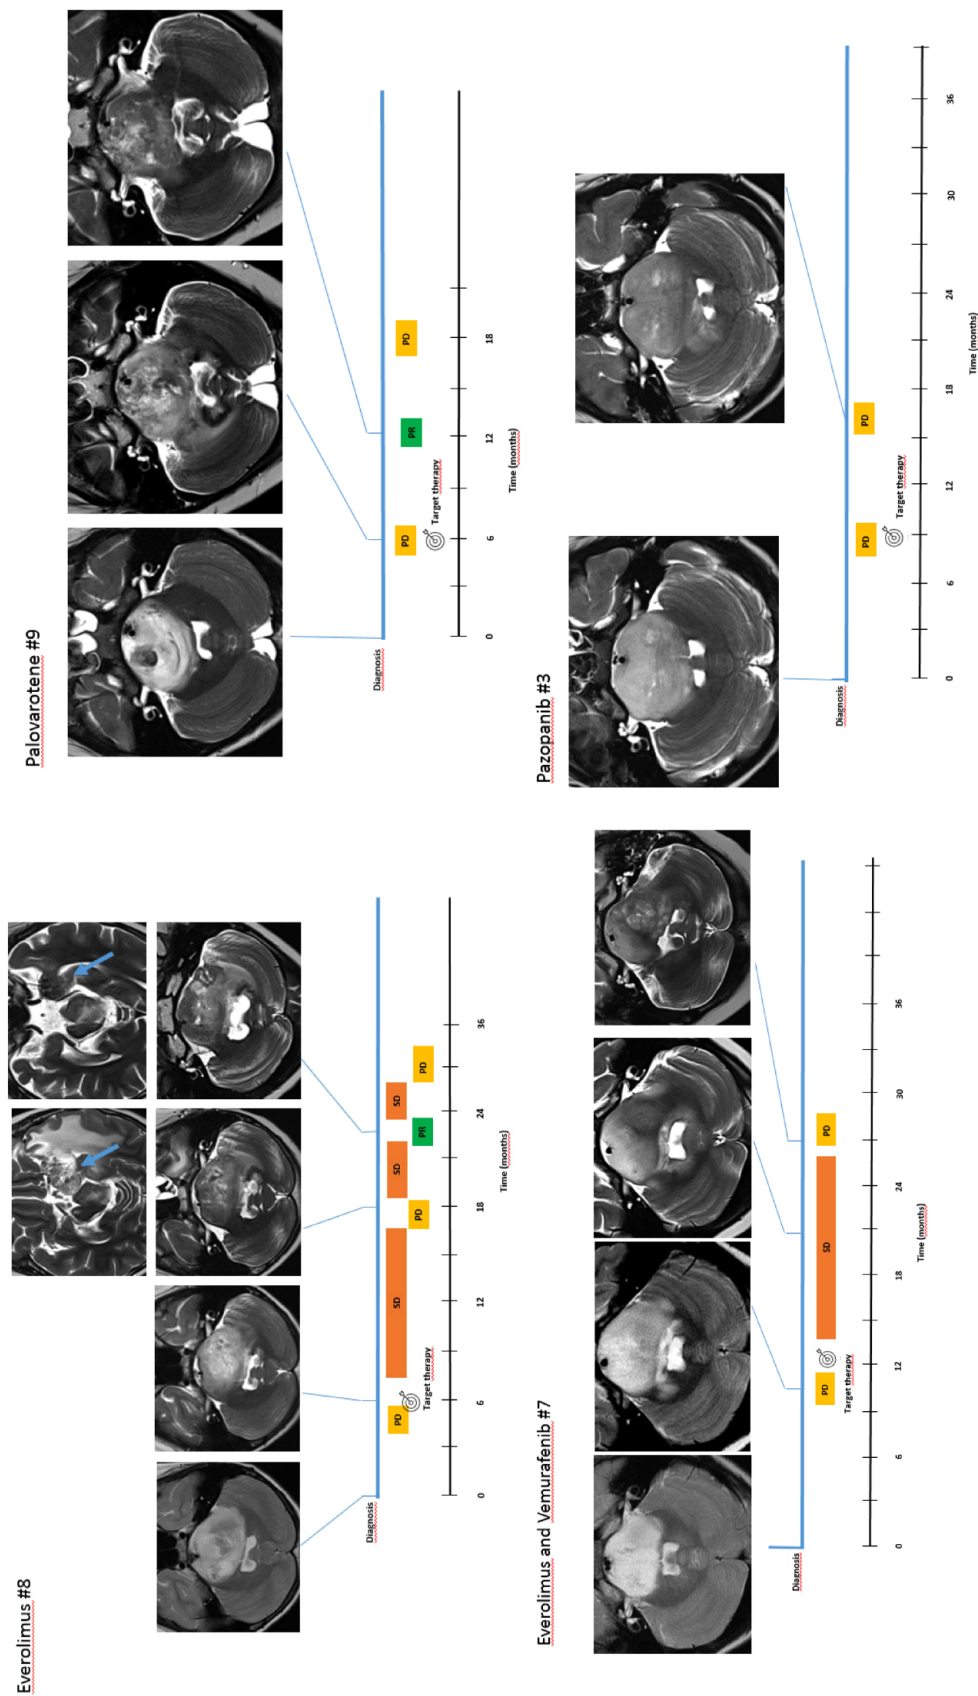 Everolimus #8
Diagnosis
PD
SD
PD
SD
PR
SD
PD
Target therapy
0
6
12
18
24
36
Time (months)
Palovarotene #9
Diagnosis
PD
PR
PD
Target therapy
0
6
12
18
Time (months)
Everolimus and Vemurafenib #7
Diagnosis
PD
SD
PD
Target therapy
0
6
12
18
24
30
36
Time (months)
Pazopanib #3
Diagnosis
PD
PD
Target therapy
0
6
12
18
24
30
36
Time (months)